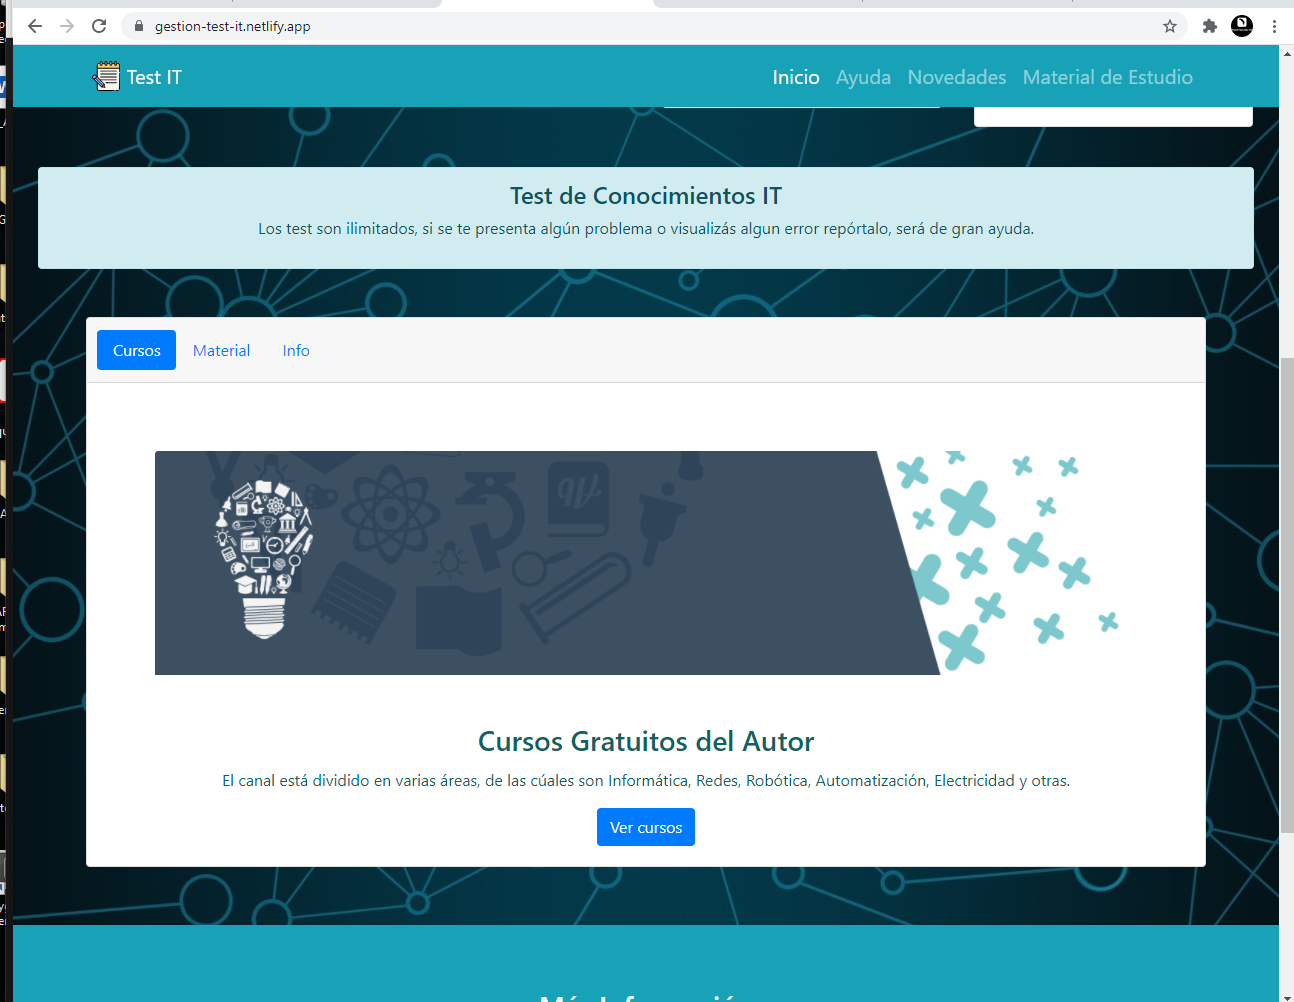 gestion-test-it.netlify.app
Test IT
Inicio Ayuda Novedades Material de Estudio
Test de Conocimientos IT
Los test son ilimitados, si se te presenta algún problema o visualizás algun error repórtalo, será de gran ayuda.
Cursos Material Info
Cursos Gratuitos del Autor
El canal está dividido en varias áreas, de las cúales son Informática, Redes, Robótica, Automatización, Electricidad y otras.
Ver cursos
Más Información